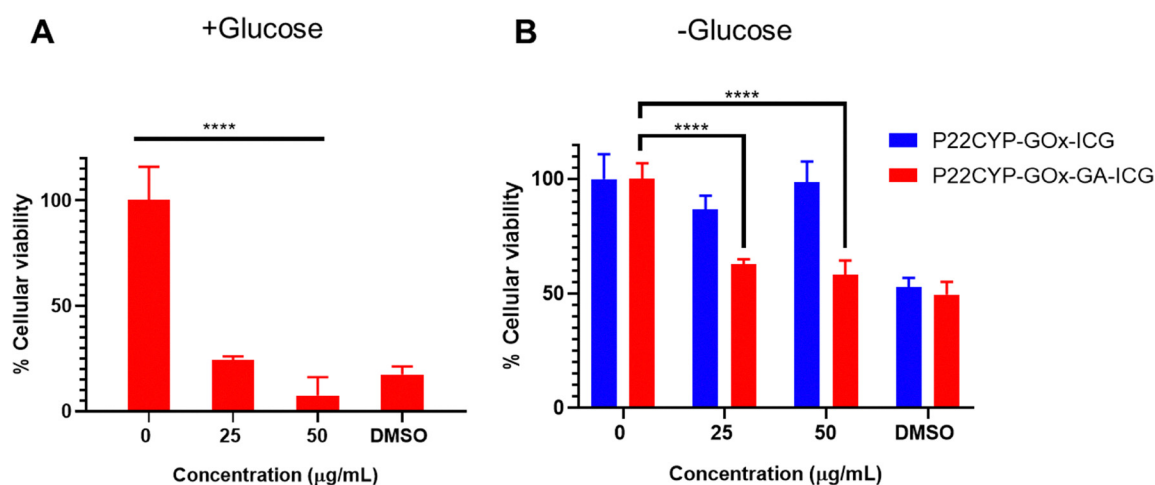 A
+Glucose
****
% Cellular viability
100
50
0
0 25 50 DMSO
Concentration (μg/mL)
B
-Glucose
****
****
P22CYP-GOx-ICG
P22CYP-GOx-GA-ICG
% Cellular viability
100
50
0
0 25 50 DMSO
Concentration (μg/mL)